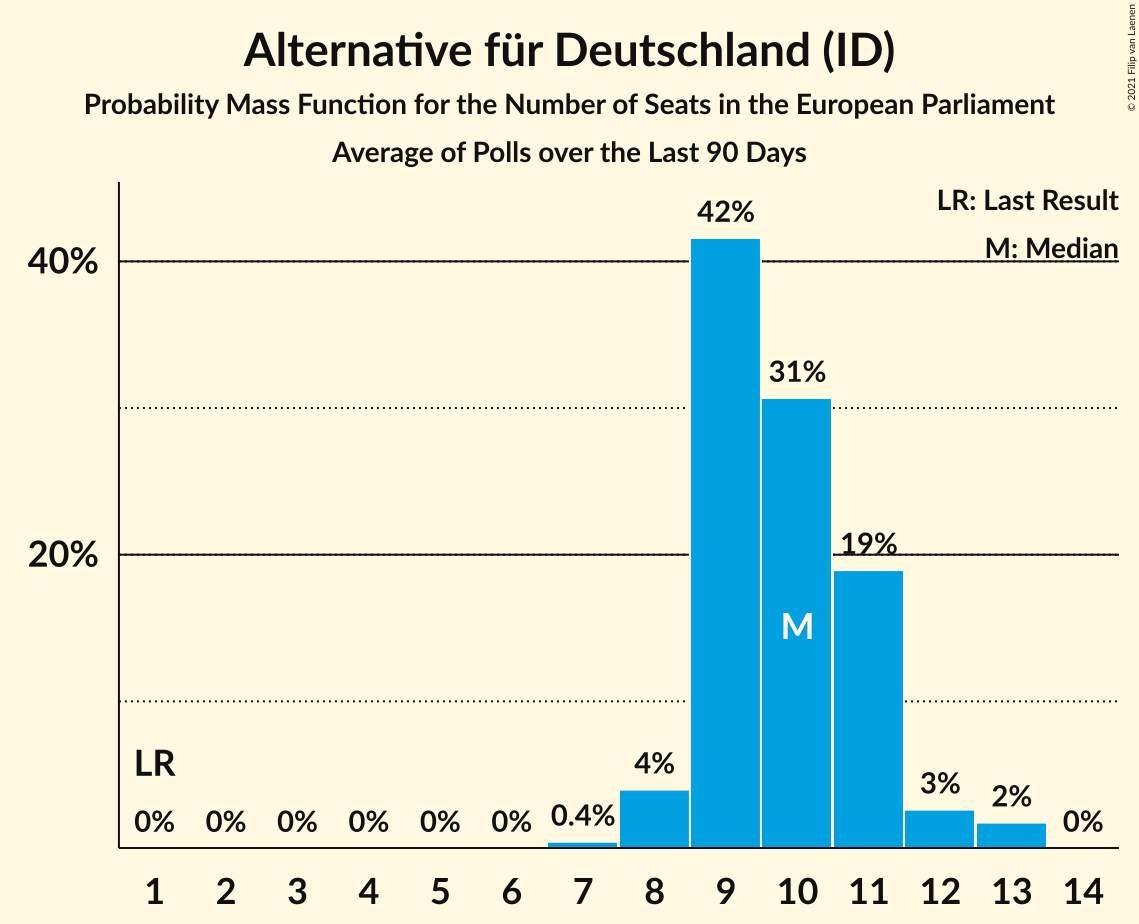 Alternative für Deutschland (ID)
Probability Mass Function for the Number of Seats in the European Parliament
Average of Polls over the Last 90 Days
© 2021 Filip van Laenen
LR: Last Result
M: Median
40%
20%
42%
31%
19%
M
LR
0%
0%
0%
0%
0%
0%
0.4%
4%
3%
2%
0%
1 2 3 4 5 6 7 8 9 10 11 12 13 14